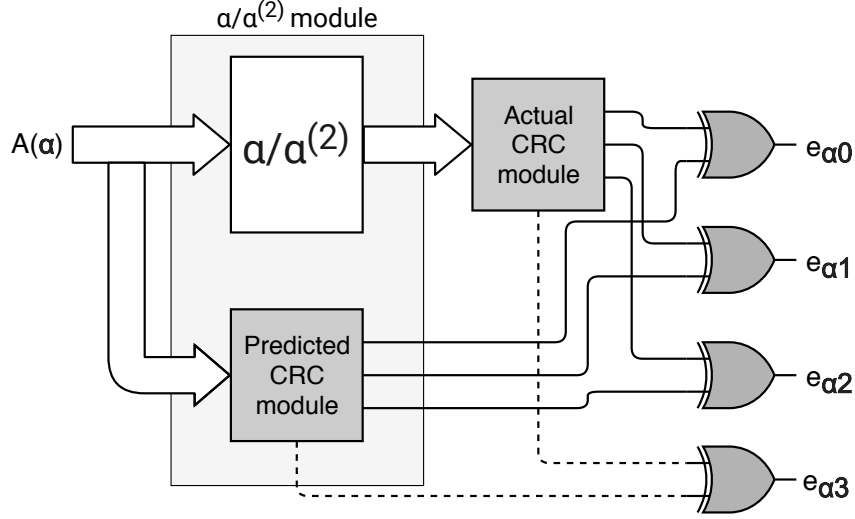 α/α⁽²⁾ module
A(α)
α/α⁽²⁾
Actual
CRC
module
Predicted
CRC
module
eα0
eα1
eα2
eα3